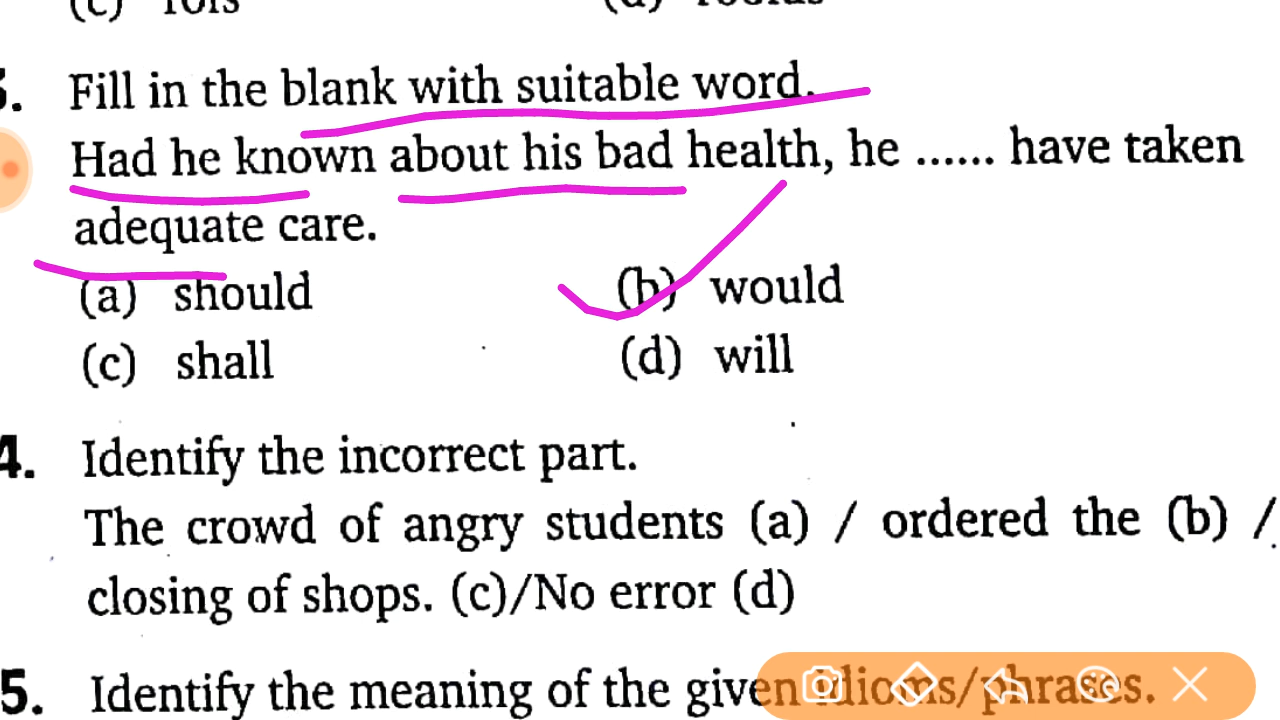 Fill in the blank with suitable word.
Had he known about his bad health, he ...... have taken
adequate care.
(a) should (b) would
(c) shall (d) will
4. Identify the incorrect part.
The crowd of angry students (a) / ordered the (b) /
closing of shops. (c)/No error (d)
5. Identify the meaning of the given idioms/phrases.